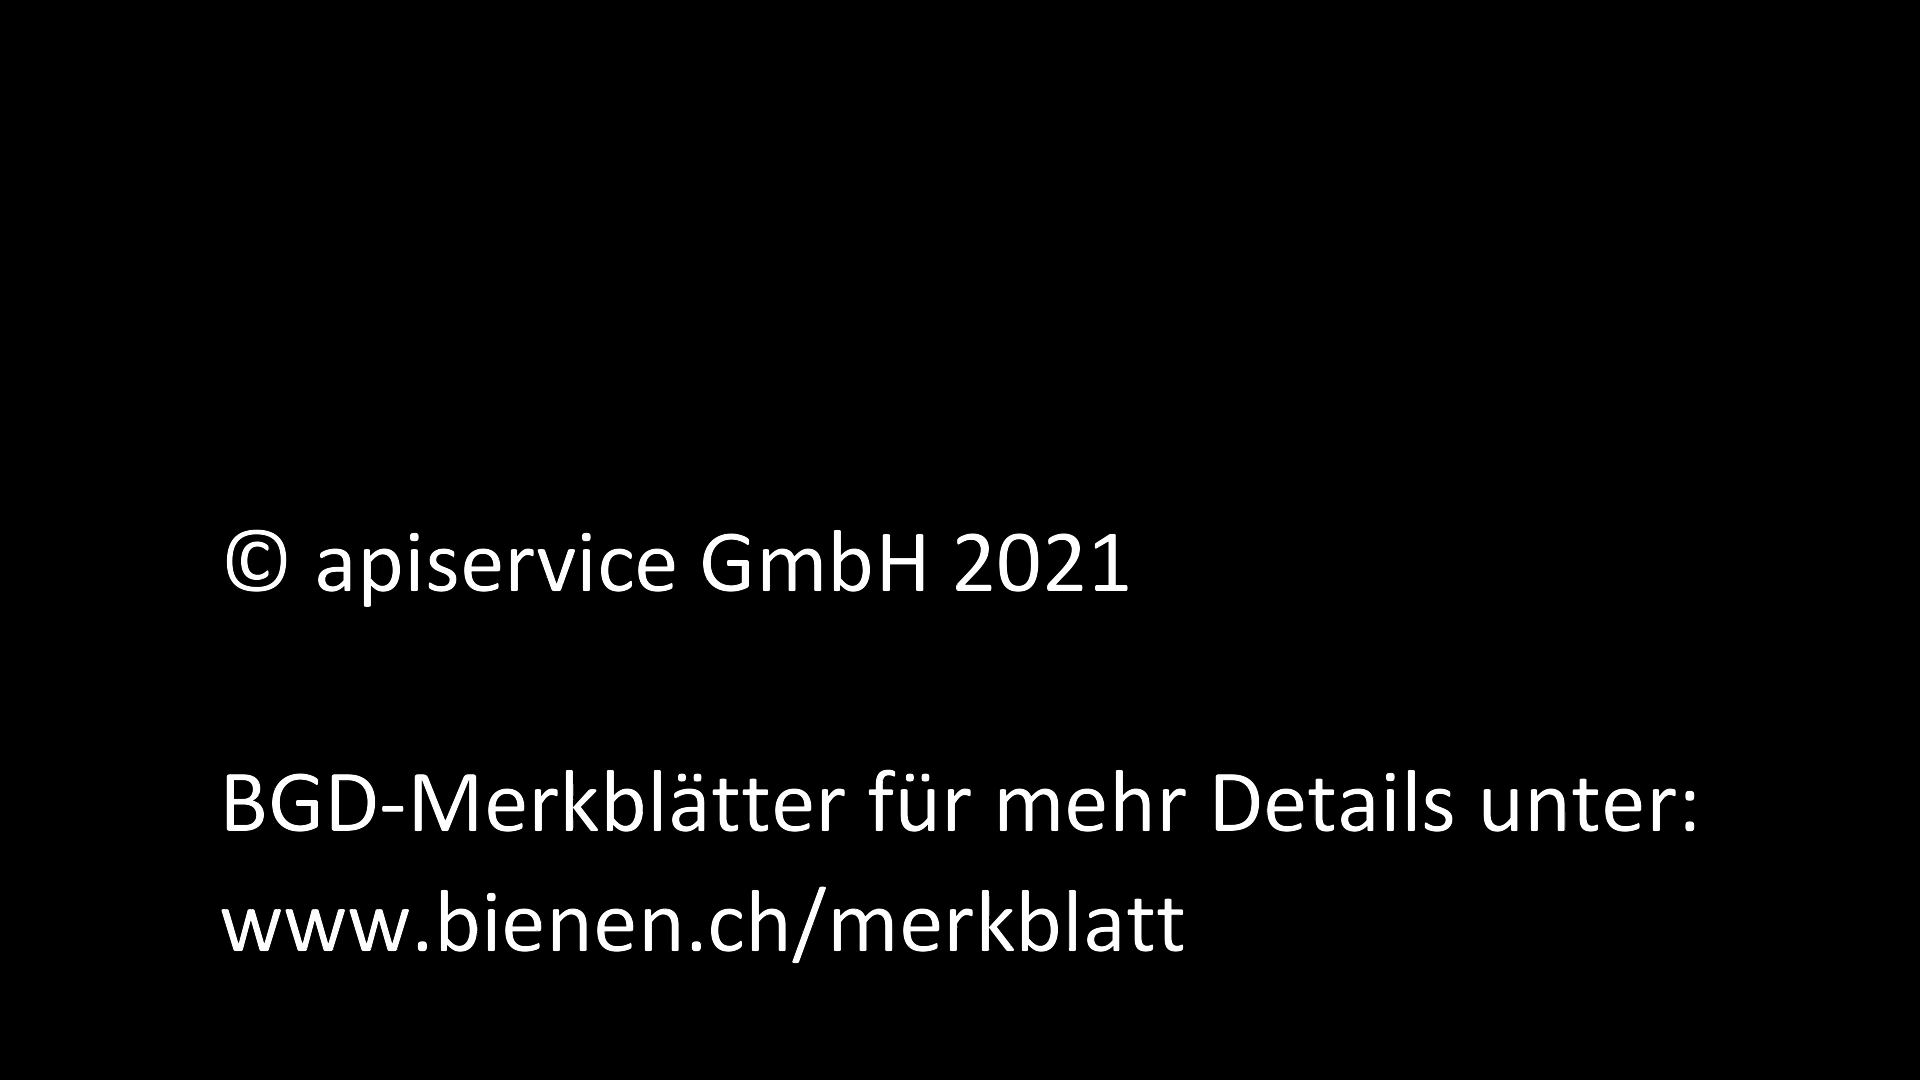 © apiservice GmbH 2021
BGD-Merkblätter für mehr Details unter:
www.bienen.ch/merkblatt